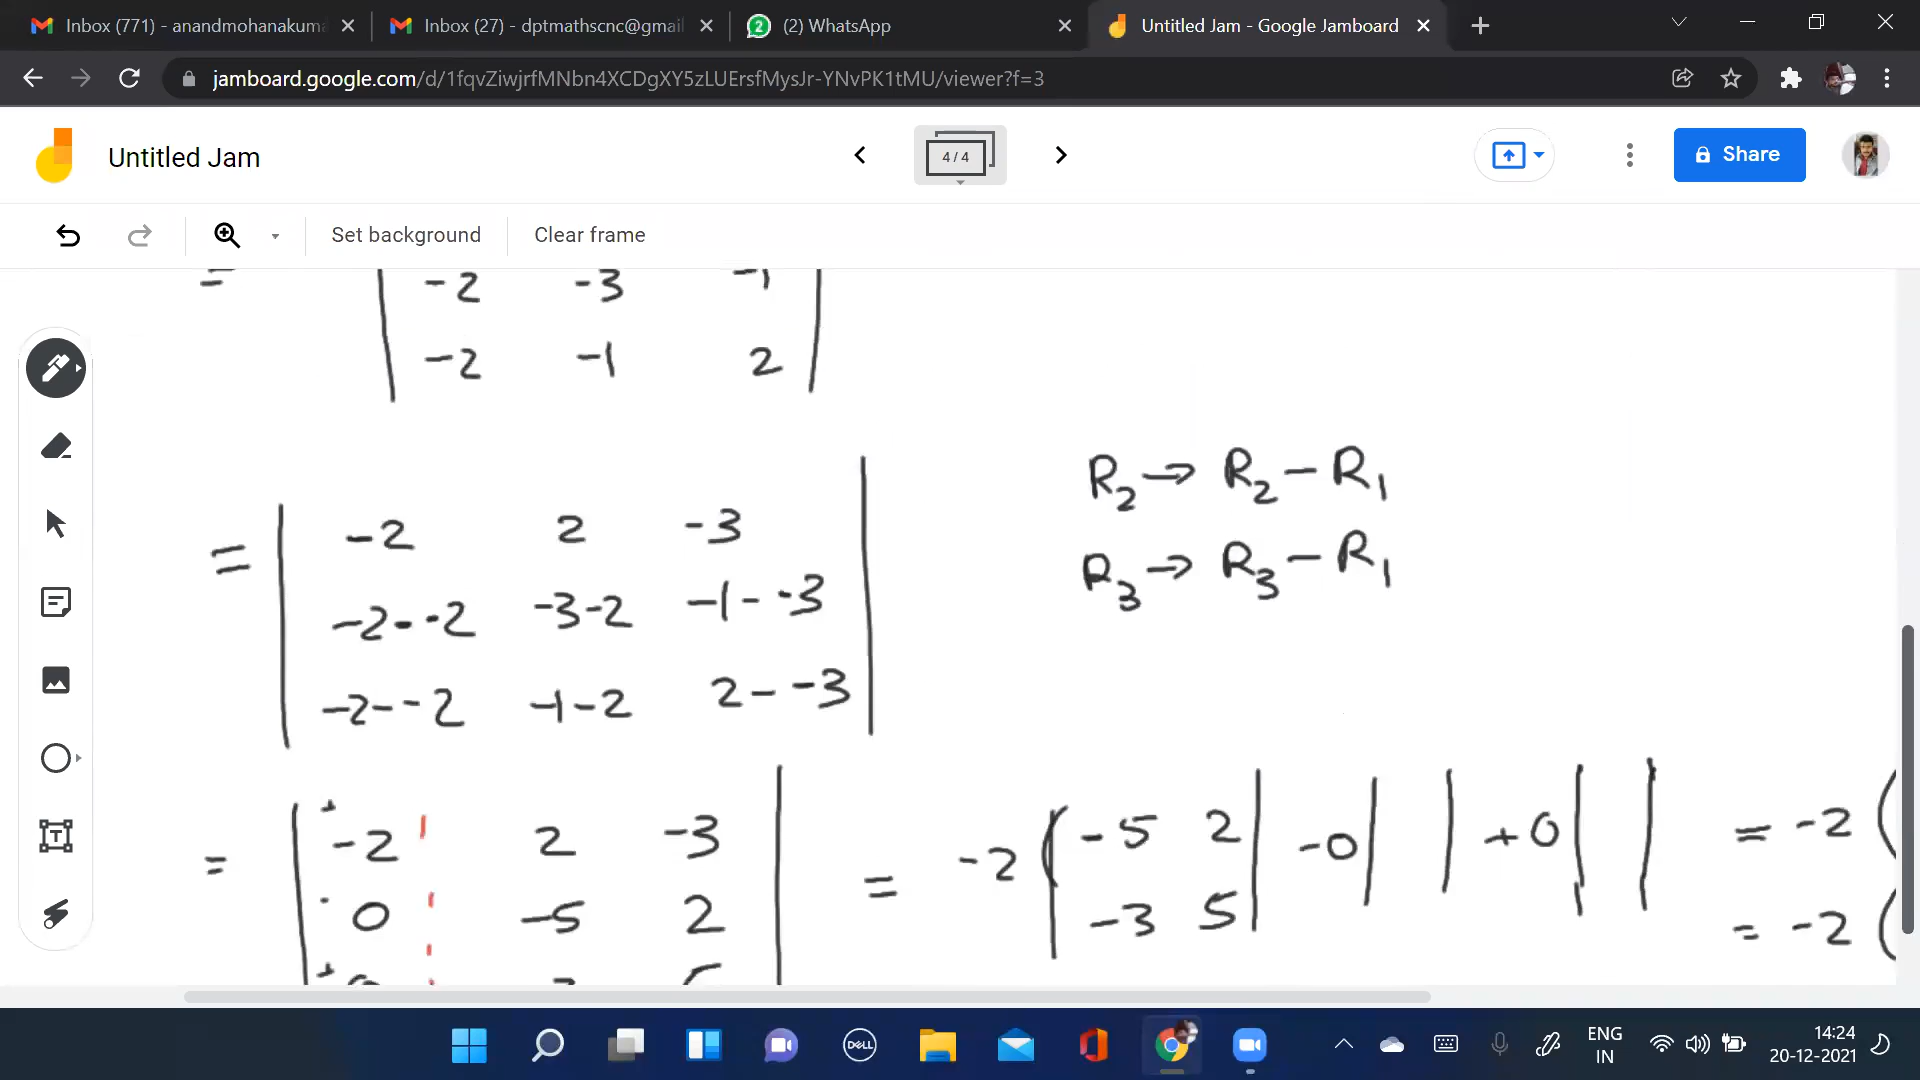 Inbox (771) - anandmohanakuma
Inbox (27) - dptmathscnc@gmail
2 (2) WhatsApp
Untitled Jam - Google Jamboard
jamboard.google.com/d/1fqvZiwjrfMNbn4XCDgXY5zLUErsfMysJr-YNvPK1tMU/viewer?f=3
Untitled Jam
4 / 4
Share
Set background
Clear frame
= | -2 -3 -1 |
| -2 -1 2 |
= | -2 2 -3 |
| -2--2 -3-2 -1--3 |
| -2--2 -1-2 2--3 |
R2 → R2 - R1
R3 → R3 - R1
= | + -2 2 -3 |
| - 0 -5 2 |
= -2 ( | -5 2 | -0 | | +0 | |
| -3 5 |
= -2 (
= -2 (
DELL
ENG
IN
14:24
20-12-2021